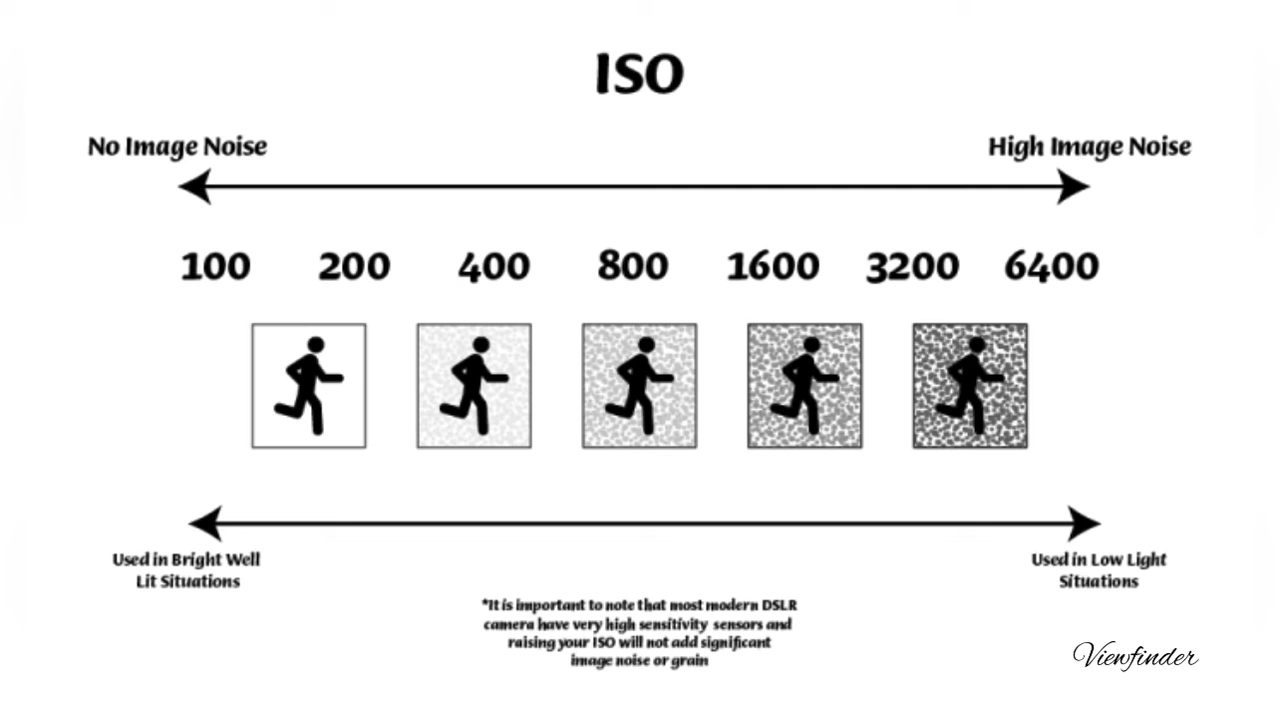 ISO
No Image Noise
High Image Noise
100 200 400 800 1600 3200 6400
Used in Bright Well
Lit Situations
Used in Low Light
Situations
*It is important to note that most modern DSLR
camera have very high sensitivity sensors and
raising your ISO will not add significant
image noise or grain
Viewfinder